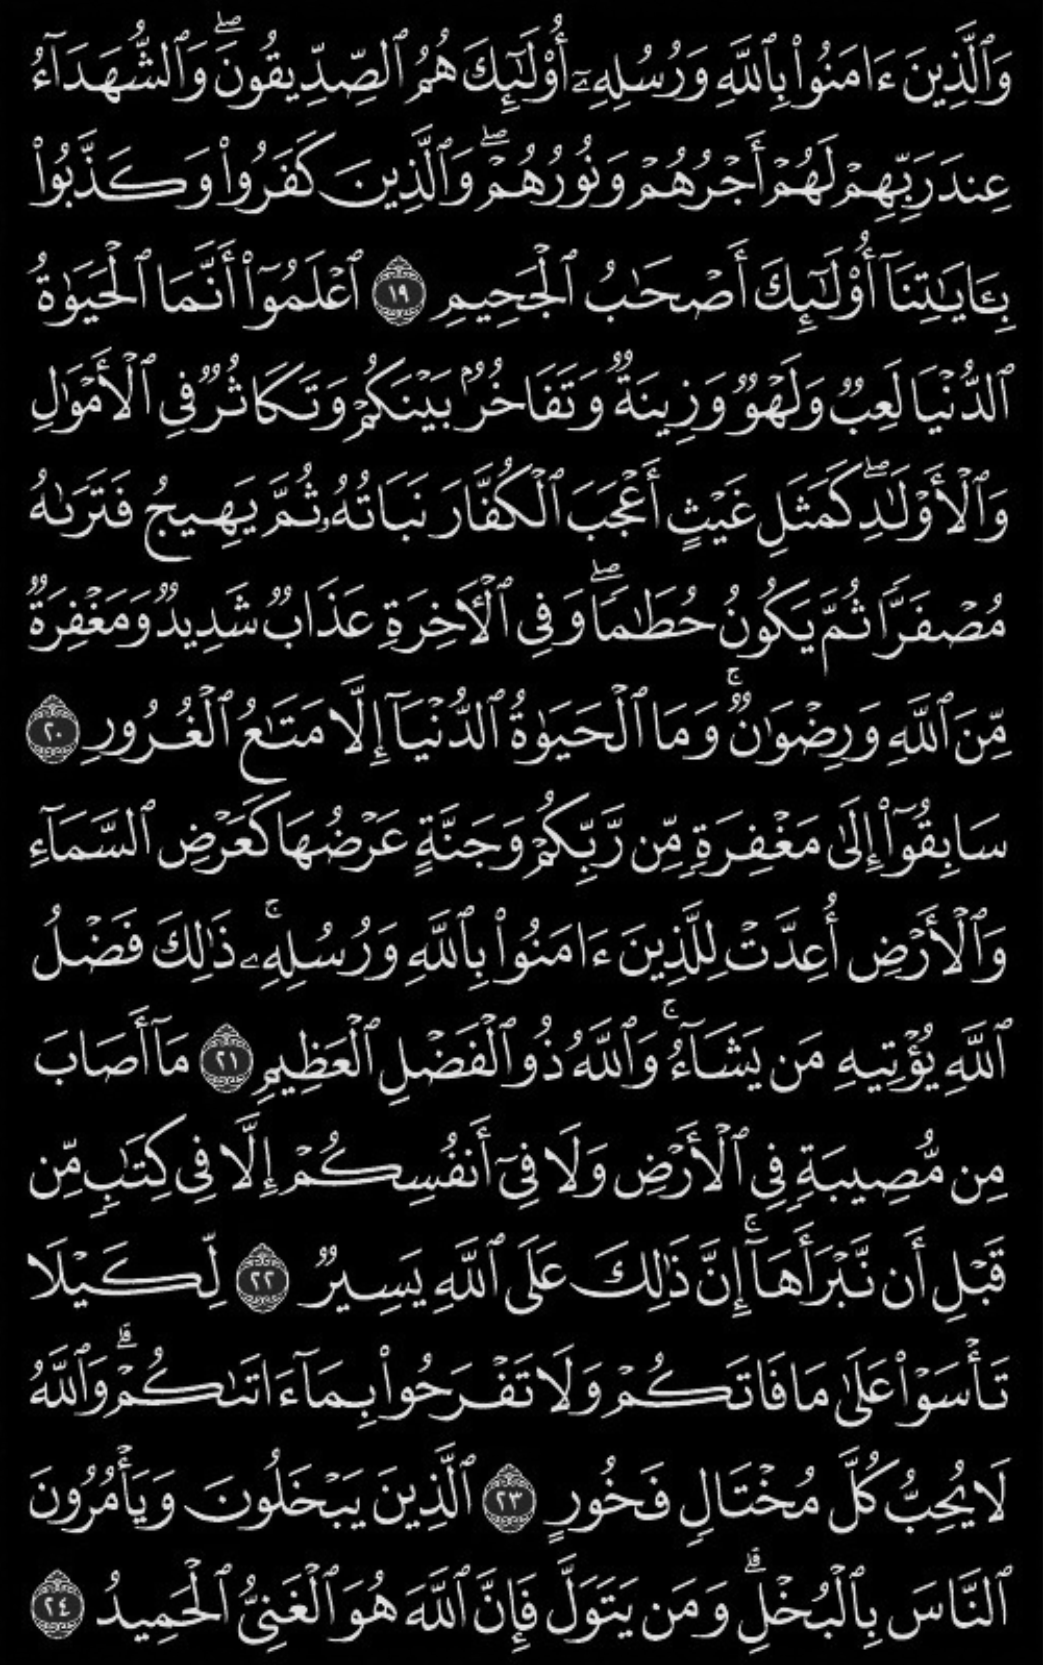 وَٱلَّذِينَ ءَامَنُوا۟ بِٱللَّهِ وَرُسُلِهِۦٓ أُو۟لَـٰٓئِكَ هُمُ ٱلصِّدِّيقُونَ ۖ وَٱلشُّهَدَآءُ
عِندَ رَبِّهِمْ لَهُمْ أَجْرُهُمْ وَنُورُهُمْ ۖ وَٱلَّذِينَ كَفَرُوا۟ وَكَذَّبُوا۟
بِـَٔايَـٰتِنَآ أُو۟لَـٰٓئِكَ أَصْحَـٰبُ ٱلْجَحِيمِ ١٩ ٱعْلَمُوٓا۟ أَنَّمَا ٱلْحَيَوٰةُ
ٱلدُّنْيَا لَعِبٌ وَلَهْوٌ وَزِينَةٌ وَتَفَاخُرٌۢ بَيْنَكُمْ وَتَكَاثُرٌ فِى ٱلْأَمْوَٰلِ
وَٱلْأَوْلَـٰدِ ۖ كَمَثَلِ غَيْثٍ أَعْجَبَ ٱلْكُفَّارَ نَبَاتُهُۥ ثُمَّ يَهِيجُ فَتَرَىٰهُ
مُصْفَرًّا ثُمَّ يَكُونُ حُطَـٰمًا ۖ وَفِى ٱلْـَٔاخِرَةِ عَذَابٌ شَدِيدٌ وَمَغْفِرَةٌ
مِّنَ ٱللَّهِ وَرِضْوَٰنٌ ۚ وَمَا ٱلْحَيَوٰةُ ٱلدُّنْيَآ إِلَّا مَتَـٰعُ ٱلْغُرُورِ ٢٠
سَابِقُوٓا۟ إِلَىٰ مَغْفِرَةٍ مِّن رَّبِّكُمْ وَجَنَّةٍ عَرْضُهَا كَعَرْضِ ٱلسَّمَآءِ
وَٱلْأَرْضِ أُعِدَّتْ لِلَّذِينَ ءَامَنُوا۟ بِٱللَّهِ وَرُسُلِهِۦ ۚ ذَٰلِكَ فَضْلُ
ٱللَّهِ يُؤْتِيهِ مَن يَشَآءُ ۚ وَٱللَّهُ ذُو ٱلْفَضْلِ ٱلْعَظِيمِ ٢١ مَآ أَصَابَ
مِن مُّصِيبَةٍ فِى ٱلْأَرْضِ وَلَا فِىٓ أَنفُسِكُمْ إِلَّا فِى كِتَـٰبٍ مِّن
قَبْلِ أَن نَّبْرَأَهَآ ۚ إِنَّ ذَٰلِكَ عَلَى ٱللَّهِ يَسِيرٌ ٢٢ لِّكَيْلَا
تَأْسَوْا۟ عَلَىٰ مَا فَاتَكُمْ وَلَا تَفْرَحُوا۟ بِمَآ ءَاتَىٰكُمْ ۗ وَٱللَّهُ
لَا يُحِبُّ كُلَّ مُخْتَالٍ فَخُورٍ ٢٣ ٱلَّذِينَ يَبْخَلُونَ وَيَأْمُرُونَ
ٱلنَّاسَ بِٱلْبُخْلِ ۗ وَمَن يَتَوَلَّ فَإِنَّ ٱللَّهَ هُوَ ٱلْغَنِىُّ ٱلْحَمِيدُ ٢٤